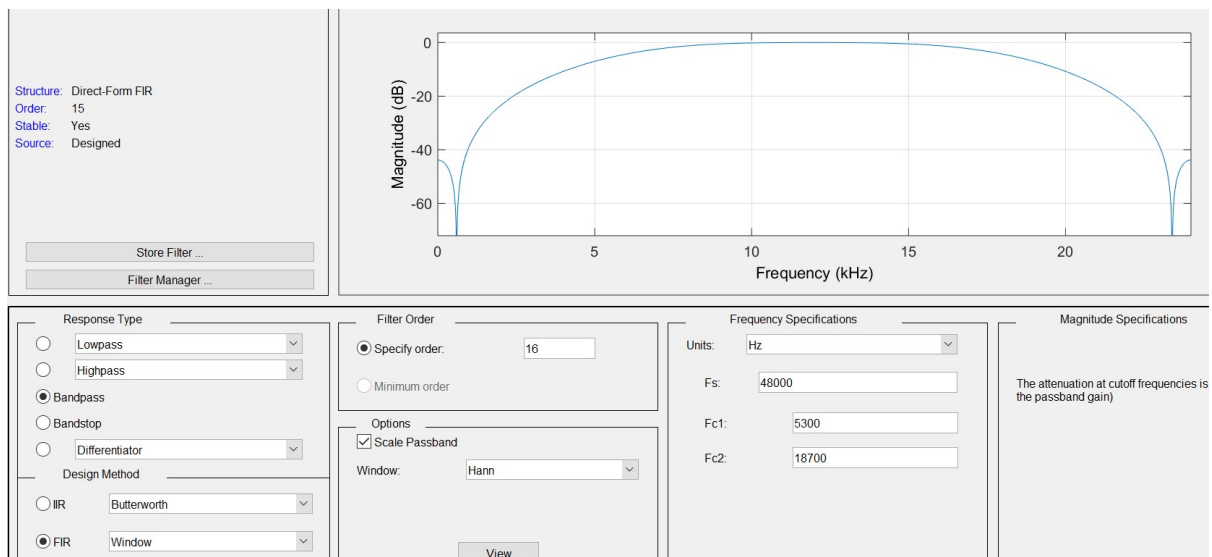 Structure: Direct-Form FIR
Order: 15
Stable: Yes
Source: Designed
Store Filter ...
Filter Manager ...
Magnitude (dB)
0
-20
-40
-60
0 5 10 15 20
Frequency (kHz)
Response Type
Lowpass
Highpass
Bandpass
Bandstop
Differentiator
Design Method
IIR Butterworth
FIR Window
Filter Order
Specify order: 16
Minimum order
Options
Scale Passband
Window: Hann
View
Frequency Specifications
Units: Hz
Fs: 48000
Fc1: 5300
Fc2: 18700
Magnitude Specifications
The attenuation at cutoff frequencies is
the passband gain)